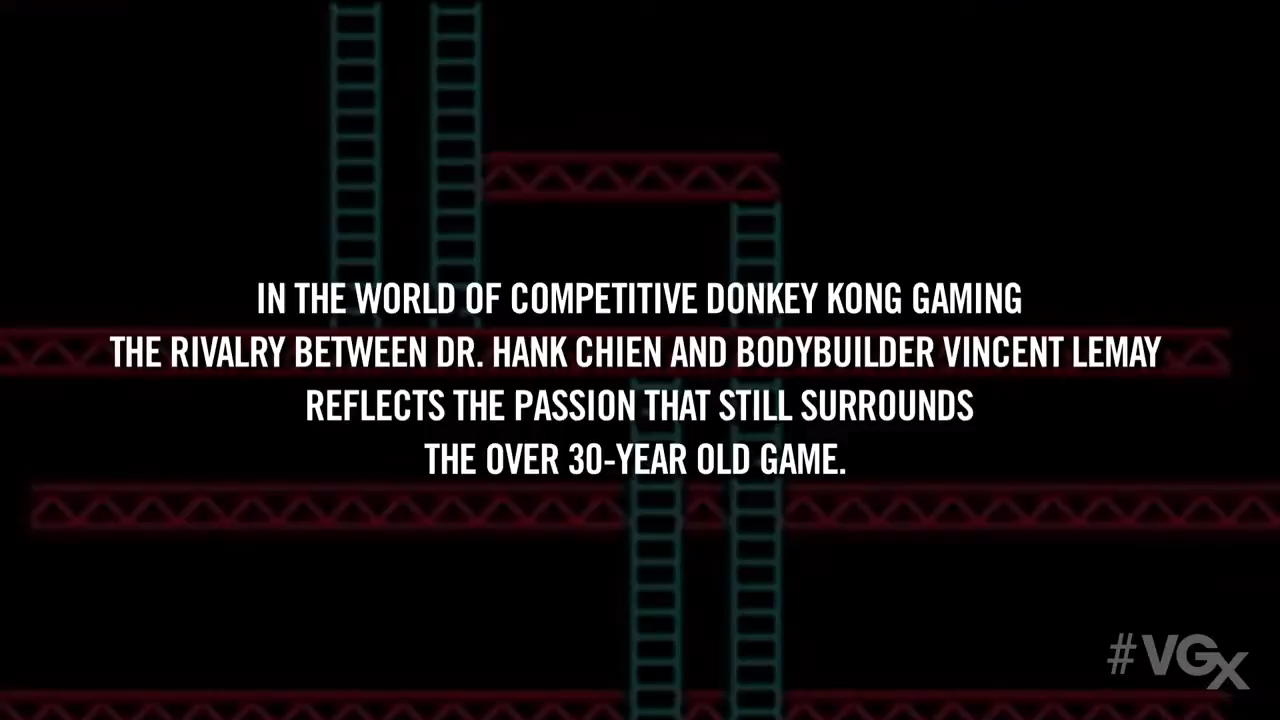 IN THE WORLD OF COMPETITIVE DONKEY KONG GAMING
THE RIVALRY BETWEEN DR. HANK CHIEN AND BODYBUILDER VINCENT LEMAY
REFLECTS THE PASSION THAT STILL SURROUNDS
THE OVER 30-YEAR OLD GAME.
#VGX